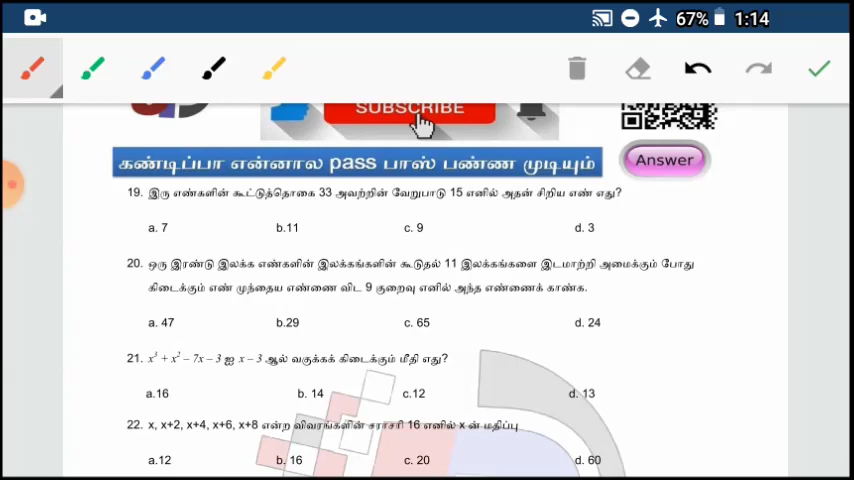 67% 1:14
SUBSCRIBE
கண்டிப்பா என்னால pass பாஸ் பண்ண முடியும்
Answer
19. இரு எண்களின் கூட்டுத்தொகை 33 அவற்றின் வேறுபாடு 15 எனில் அதன் சிறிய எண் எது?
a. 7 b.11 c. 9 d. 3
20. ஒரு இரண்டு இலக்க எண்களின் இலக்கங்களின் கூடுதல் 11 இலக்கங்களை இடமாற்றி அமைக்கும் போது
கிடைக்கும் எண் முந்தைய எண்ணை விட 9 குறைவு எனில் அந்த எண்ணைக் காண்க.
a. 47 b.29 c. 65 d. 24
21. x³ + x² − 7x − 3 ஐ x − 3 ஆல் வகுக்கக் கிடைக்கும் மீதி எது?
a.16 b. 14 c.12 d. 13
22. x, x+2, x+4, x+6, x+8 என்ற விவரங்களின் சராசரி 16 எனில் x ன் மதிப்பு
a.12 b. 16 c. 20 d. 60